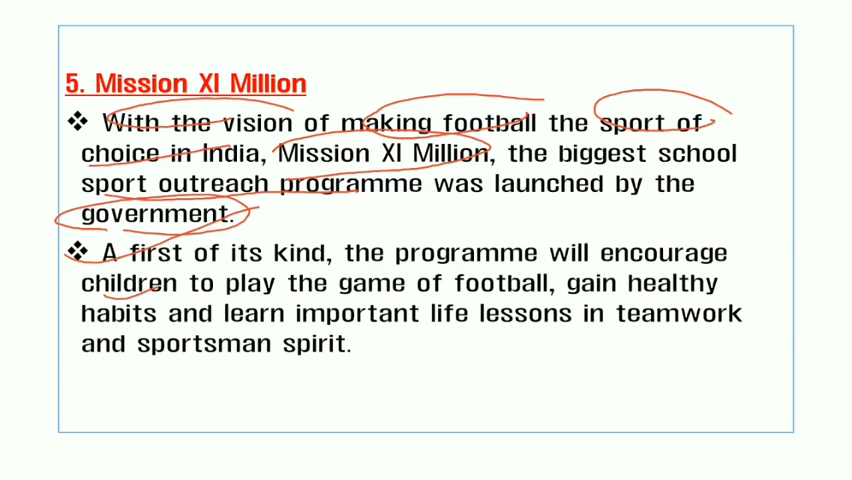 5. Mission XI Million
❖ With the vision of making football the sport of
choice in India, Mission XI Million, the biggest school
sport outreach programme was launched by the
government.
❖ A first of its kind, the programme will encourage
children to play the game of football, gain healthy
habits and learn important life lessons in teamwork
and sportsman spirit.